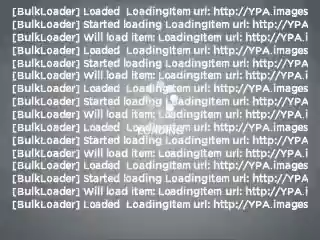 [BulkLoader] Loaded LoadingItem url: http://YPA.images
[BulkLoader] Started loading LoadingItem url: http://YPA
[BulkLoader] Will load item: LoadingItem url: http://YPA.i
[BulkLoader] Loaded LoadingItem url: http://YPA.images
[BulkLoader] Started loading LoadingItem url: http://YPA
[BulkLoader] Will load item: LoadingItem url: http://YPA.i
[BulkLoader] Loaded LoadingItem url: http://YPA.images
[BulkLoader] Started loading LoadingItem url: http://YPA
[BulkLoader] Will load item: LoadingItem url: http://YPA.i
[BulkLoader] Loaded LoadingItem url: http://YPA.images
LOADING
[BulkLoader] Started loading LoadingItem url: http://YPA
[BulkLoader] Will load item: LoadingItem url: http://YPA.i
[BulkLoader] Loaded LoadingItem url: http://YPA.images
[BulkLoader] Started loading LoadingItem url: http://YPA
[BulkLoader] Will load item: LoadingItem url: http://YPA.i
[BulkLoader] Loaded LoadingItem url: http://YPA.images